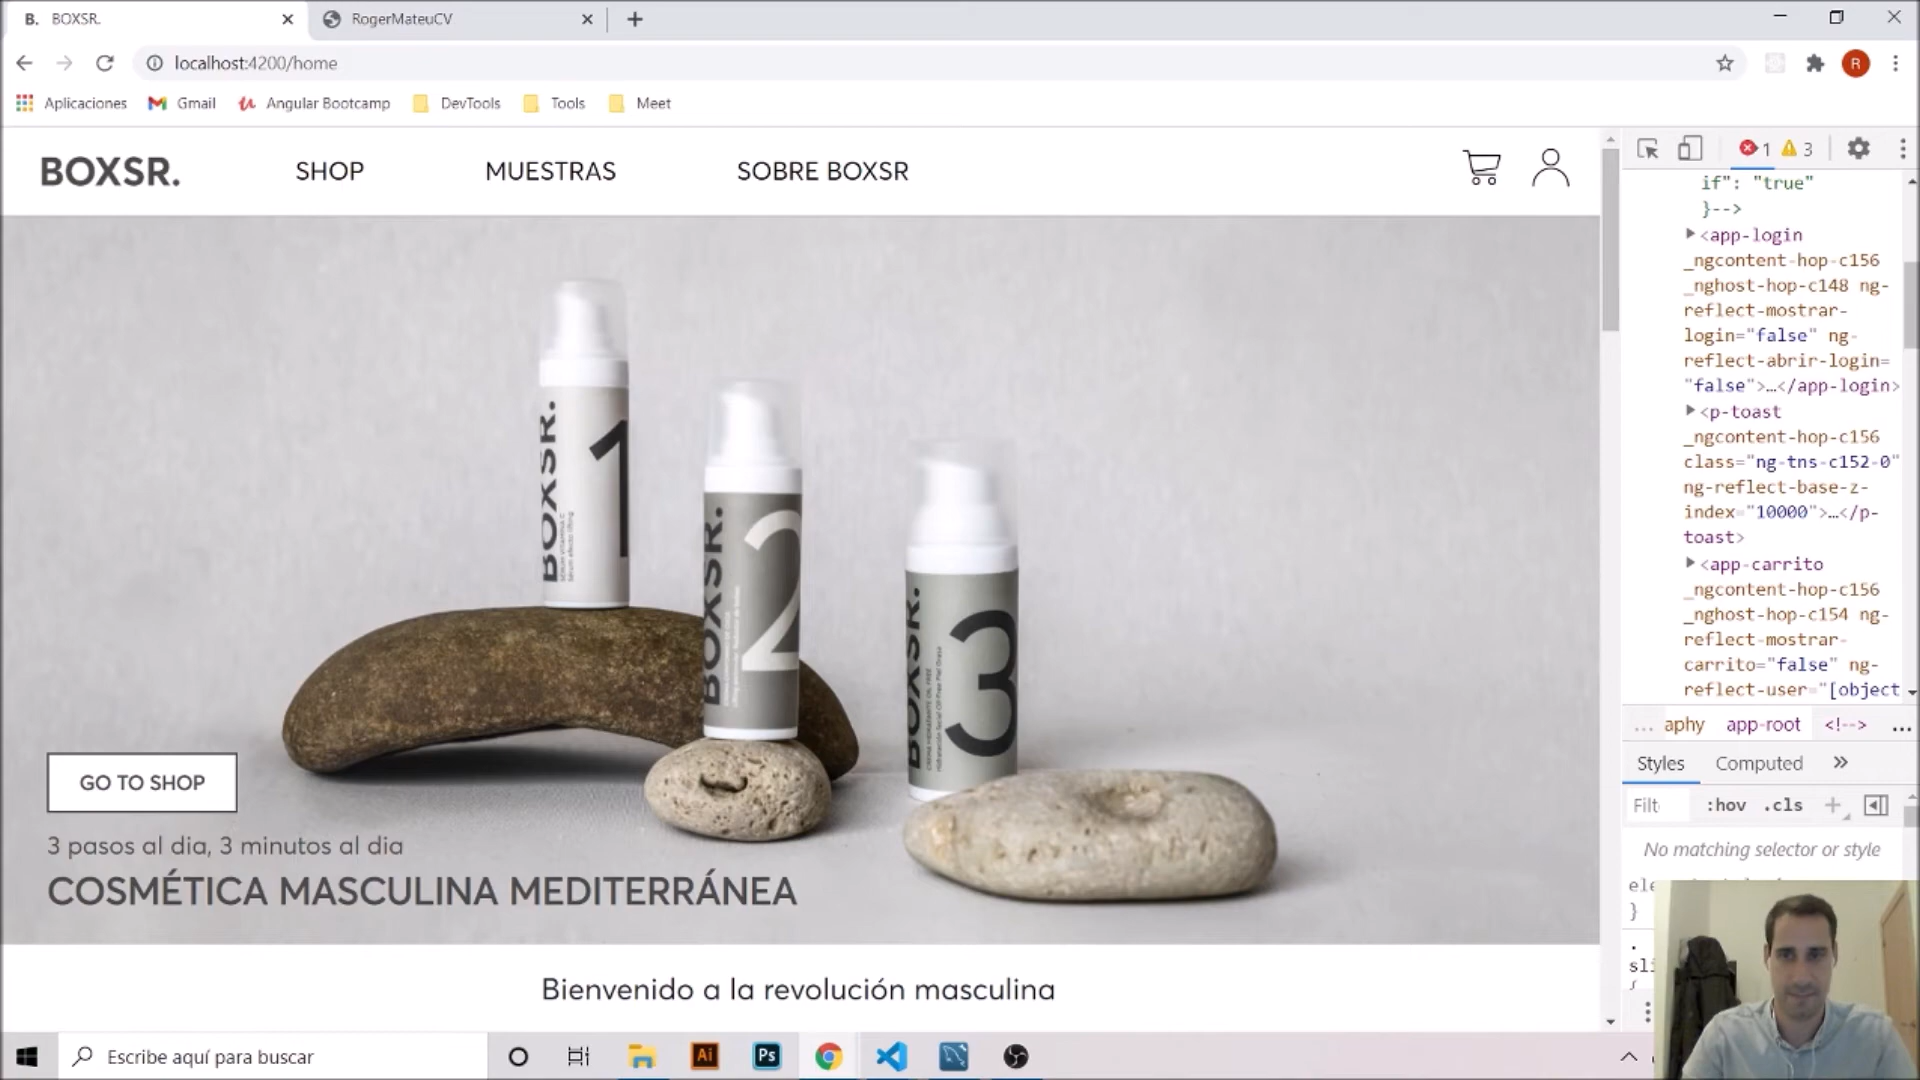 B. BOXSR.
RogerMateuCV
localhost:4200/home
R
Aplicaciones
Gmail
Angular Bootcamp
DevTools
Tools
Meet
BOXSR.
SHOP
MUESTRAS
SOBRE BOXSR
BOXSR.
1
BOXSR.
2
BOXSR.
3
GO TO SHOP
3 pasos al dia, 3 minutos al dia
COSMÉTICA MASCULINA MEDITERRÁNEA
Bienvenido a la revolución masculina
1 3
if": "true"
}-->
<app-login
_ngcontent-hop-c156
_nghost-hop-c148 ng-
reflect-mostrar-
login="false" ng-
reflect-abrir-login=
"false">…</app-login>
<p-toast
_ngcontent-hop-c156
class="ng-tns-c152-0"
ng-reflect-base-z-
index="10000">…</p-
toast>
<app-carrito
_ngcontent-hop-c156
_nghost-hop-c154 ng-
reflect-mostrar-
carrito="false" ng-
reflect-user="[object
… aphy app-root <!--> …
Styles Computed »
Filt :hov .cls +
No matching selector or style
}
.
sli
{
Escribe aquí para buscar
Ai
Ps